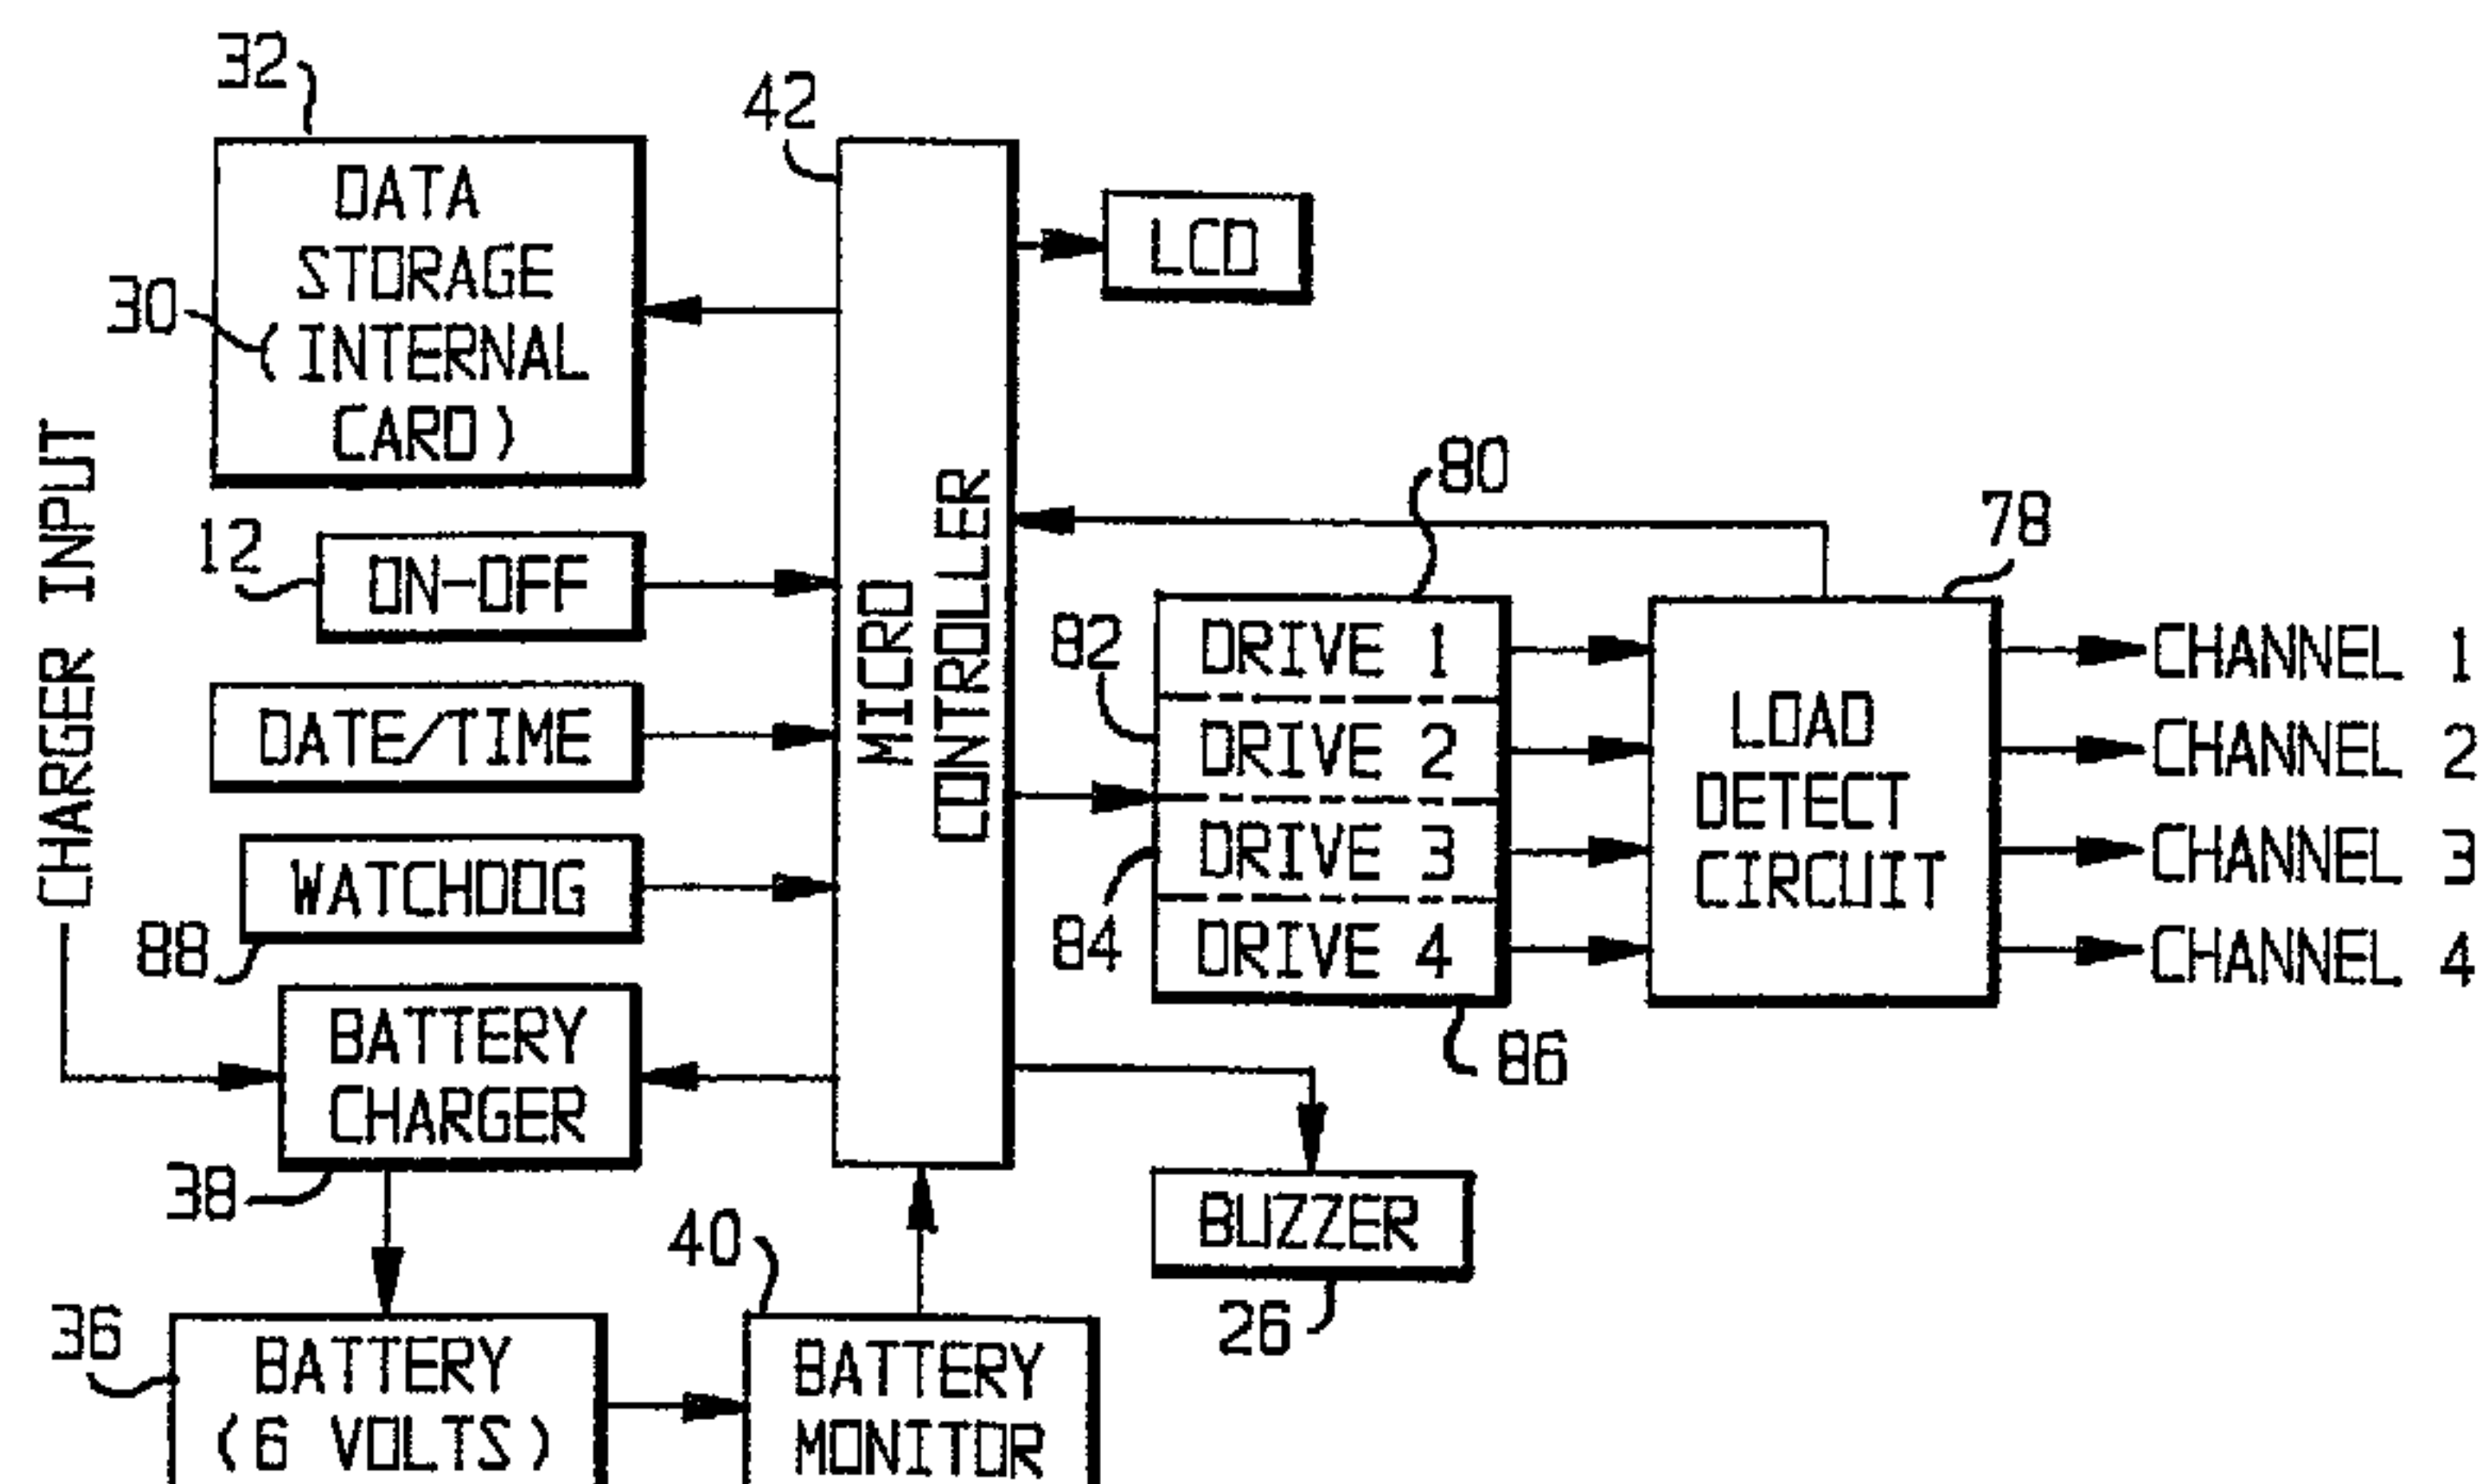 32
DATA
STORAGE
(INTERNAL
CARD)
30
42
MICRO
CONTROLLER
LCD
12
ON-OFF
DATE/TIME
WATCHDOG
88
CHARGER INPUT
BATTERY
CHARGER
38
36
BATTERY
(6 VOLTS)
40
BATTERY
MONITOR
80
82
DRIVE 1
DRIVE 2
DRIVE 3
DRIVE 4
84
86
78
LOAD
DETECT
CIRCUIT
CHANNEL 1
CHANNEL 2
CHANNEL 3
CHANNEL 4
BUZZER
26